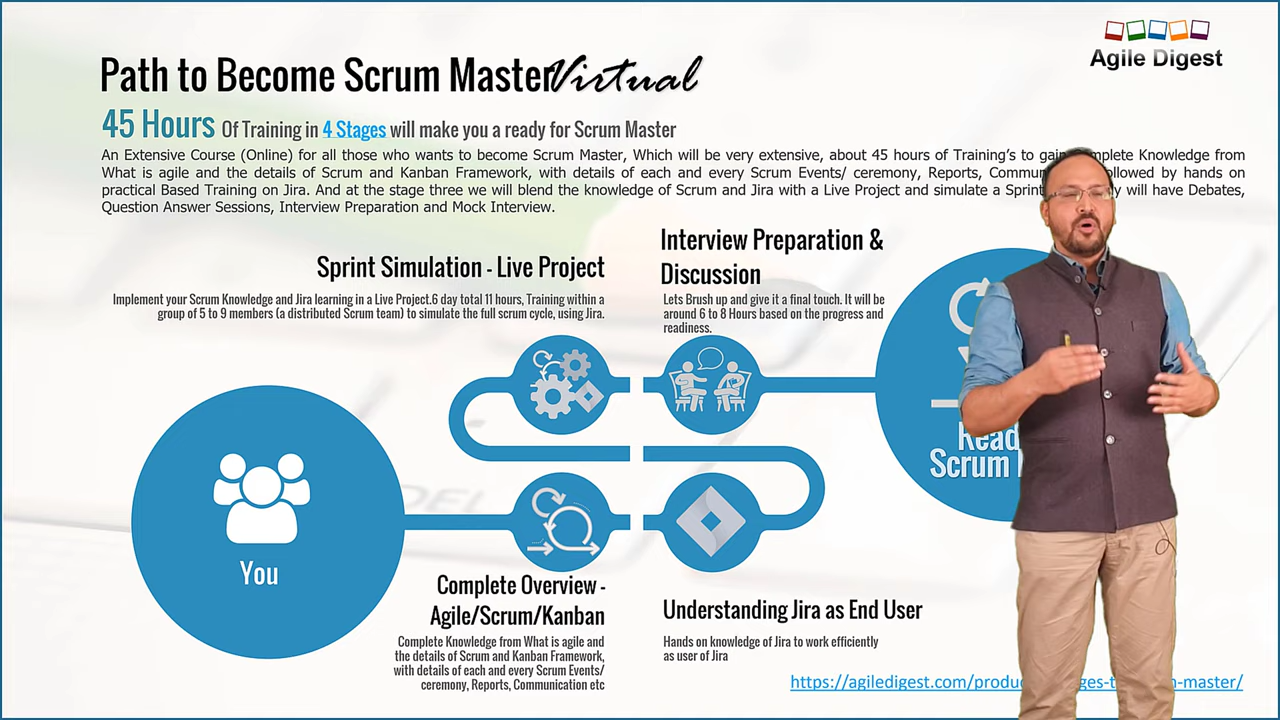 Agile Digest
Path to Become Scrum Master Virtual
45 Hours Of Training in 4 Stages will make you a ready for Scrum Master
An Extensive Course (Online) for all those who wants to become Scrum Master, Which will be very extensive, about 45 hours of Training's to gain Complete Knowledge from
What is agile and the details of Scrum and Kanban Framework, with details of each and every Scrum Events/ ceremony, Reports, followed by hands on
practical Based Training on Jira. And at the stage three we will blend the knowledge of Scrum and Jira with a Live Project and simulate a Sprint will have Debates,
Question Answer Sessions, Interview Preparation and Mock Interview.
Sprint Simulation - Live Project
Implement your Scrum Knowledge and Jira learning in a Live Project.6 day total 11 hours, Training within a
group of 5 to 9 members (a distributed Scrum team) to simulate the full scrum cycle, using Jira.
Interview Preparation &
Discussion
Lets Brush up and give it a final touch. It will be
around 6 to 8 Hours based on the progress and
readiness.
You
Scrum
Complete Overview -
Agile/Scrum/Kanban
Complete Knowledge from What is agile and
the details of Scrum and Kanban Framework,
with details of each and every Scrum Events/
ceremony, Reports, Communication etc
Understanding Jira as End User
Hands on knowledge of Jira to work efficiently
as user of Jira
https://agiledigest.com/